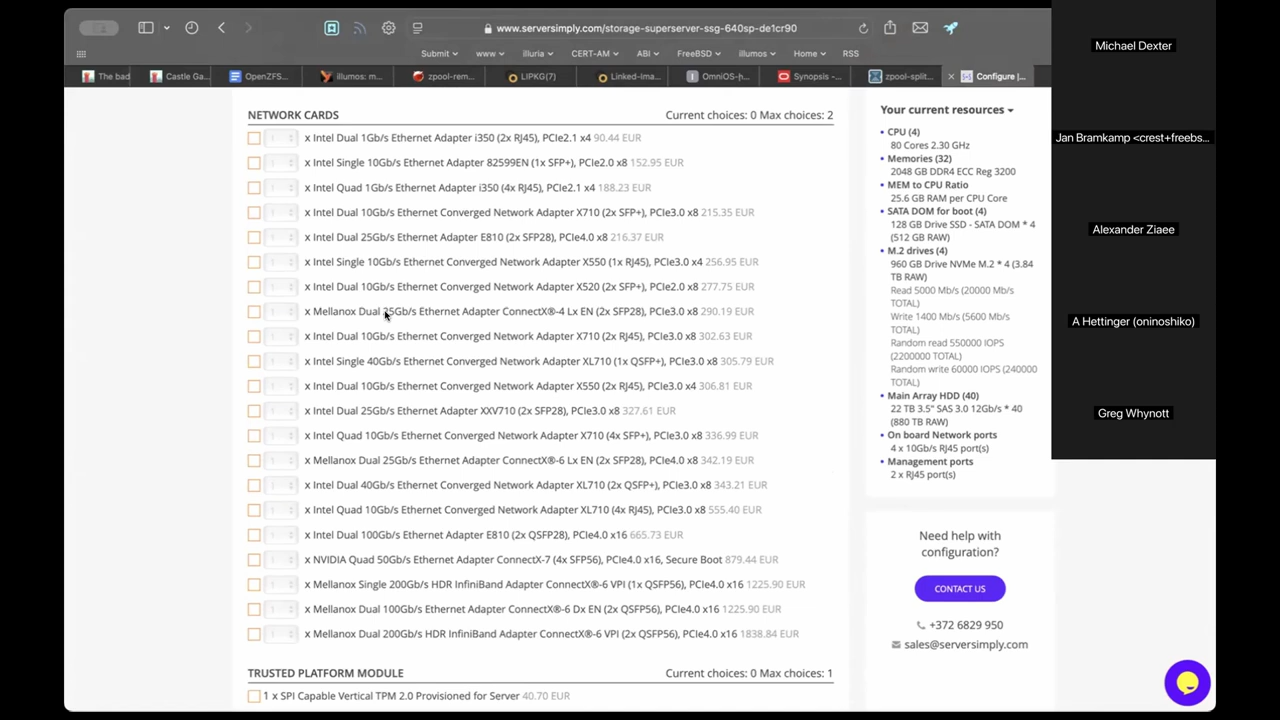 www.serversimply.com/storage-superserver-ssg-640sp-de1cr90
Submit www illuria CERT-AM ABI FreeBSD illumos Home RSS
The bad Castle Ga... OpenZFS... illumos: m... zpool-rem... LIPKG(7) Linked-Ima... Synopsis -... zpool-split... Configure |...
NETWORK CARDS Current choices: 0 Max choices: 2
x Intel Dual 1Gb/s Ethernet Adapter i350 (2x RJ45), PCIe2.1 x4 90.44 EUR
x Intel Single 10Gb/s Ethernet Adapter 82599EN (1x SFP+), PCIe2.0 x8 152.95 EUR
x Intel Quad 1Gb/s Ethernet Adapter i350 (4x RJ45), PCIe2.1 x4 188.23 EUR
x Intel Dual 10Gb/s Ethernet Converged Network Adapter X710 (2x SFP+), PCIe3.0 x8 215.35 EUR
x Intel Dual 25Gb/s Ethernet Adapter E810 (2x SFP28), PCIe4.0 x8 216.37 EUR
x Intel Single 10Gb/s Ethernet Converged Network Adapter X550 (1x RJ45), PCIe3.0 x4 256.95 EUR
x Intel Dual 10Gb/s Ethernet Converged Network Adapter X520 (2x SFP+), PCIe2.0 x8 277.75 EUR
x Mellanox Dual 25Gb/s Ethernet Adapter ConnectX®-4 Lx EN (2x SFP28), PCIe3.0 x8 290.19 EUR
x Intel Dual 10Gb/s Ethernet Converged Network Adapter X710 (2x RJ45), PCIe3.0 x8 302.63 EUR
x Intel Single 40Gb/s Ethernet Converged Network Adapter XL710 (1x QSFP+), PCIe3.0 x8 305.79 EUR
x Intel Dual 10Gb/s Ethernet Converged Network Adapter X550 (2x RJ45), PCIe3.0 x4 306.81 EUR
x Intel Dual 25Gb/s Ethernet Adapter XXV710 (2x SFP28), PCIe3.0 x8 327.61 EUR
x Intel Quad 10Gb/s Ethernet Converged Network Adapter X710 (4x SFP+), PCIe3.0 x8 336.99 EUR
x Mellanox Dual 25Gb/s Ethernet Adapter ConnectX®-6 Lx EN (2x SFP28), PCIe4.0 x8 342.19 EUR
x Intel Dual 40Gb/s Ethernet Converged Network Adapter XL710 (2x QSFP+), PCIe3.0 x8 343.21 EUR
x Intel Quad 10Gb/s Ethernet Converged Network Adapter XL710 (4x RJ45), PCIe3.0 x8 555.40 EUR
x Intel Dual 100Gb/s Ethernet Adapter E810 (2x QSFP28), PCIe4.0 x16 665.73 EUR
x NVIDIA Quad 50Gb/s Ethernet Adapter ConnectX-7 (4x SFP56), PCIe4.0 x16, Secure Boot 879.44 EUR
x Mellanox Single 200Gb/s HDR InfiniBand Adapter ConnectX®-6 VPI (1x QSFP56), PCIe4.0 x16 1225.90 EUR
x Mellanox Dual 100Gb/s Ethernet Adapter ConnectX®-6 Dx EN (2x QSFP56), PCIe4.0 x16 1225.90 EUR
x Mellanox Dual 200Gb/s HDR InfiniBand Adapter ConnectX®-6 VPI (2x QSFP56), PCIe4.0 x16 1838.84 EUR
TRUSTED PLATFORM MODULE Current choices: 0 Max choices: 1
1 x SPI Capable Vertical TPM 2.0 Provisioned for Server 40.70 EUR
Your current resources
CPU (4)
80 Cores 2.30 GHz
Memories (32)
2048 GB DDR4 ECC Reg 3200
MEM to CPU Ratio
25.6 GB RAM per CPU Core
SATA DOM for boot (4)
128 GB Drive SSD - SATA DOM * 4
(512 GB RAW)
M.2 drives (4)
960 GB Drive NVMe M.2 * 4 (3.84
TB RAW)
Read 5000 Mb/s (20000 Mb/s
TOTAL)
Write 1400 Mb/s (5600 Mb/s
TOTAL)
Random read 550000 IOPS
(2200000 TOTAL)
Random write 60000 IOPS (240000
TOTAL)
Main Array HDD (40)
22 TB 3.5" SAS 3.0 12Gb/s * 40
(880 TB RAW)
On board Network ports
4 x 10Gb/s RJ45 port(s)
Management ports
2 x RJ45 port(s)
Need help with
configuration?
CONTACT US
+372 6829 950
sales@serversimply.com
Michael Dexter
Jan Bramkamp <crest+freebs...
Alexander Ziaee
A Hettinger (oninoshiko)
Greg Whynott